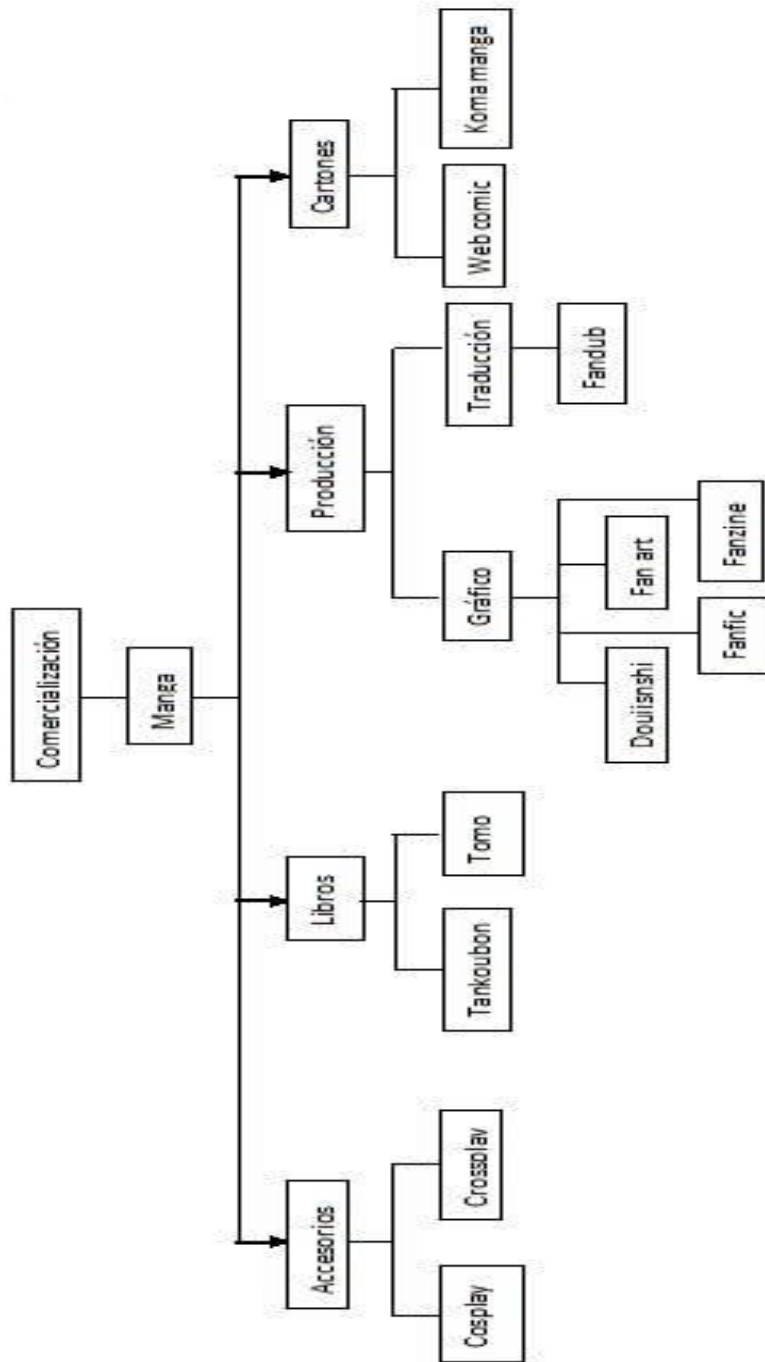 Comercialización
Manga
Accesorios
Libros
Producción
Cartones
Cosplay
Crossplay
Tankoubon
Tomo
Gráfico
Traducción
Web comic
Koma manga
Douiisnshi
Fanfic
Fan art
Fanzine
Fandub